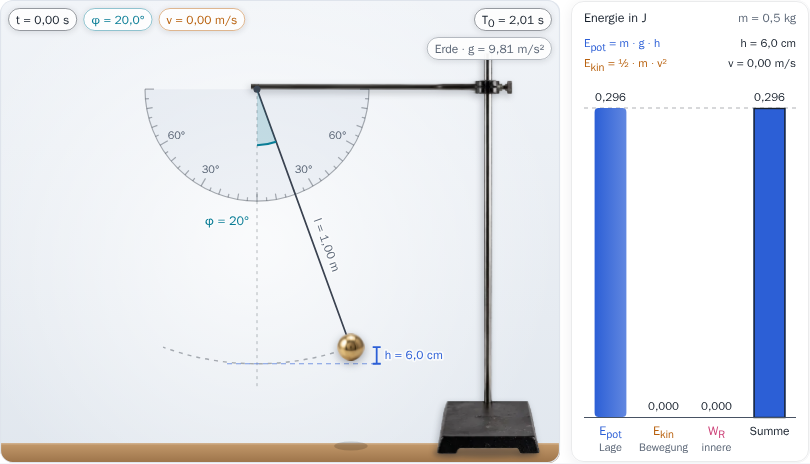 t = 0,00 s
φ = 20,0°
v = 0,00 m/s
T0 = 2,01 s
Erde · g = 9,81 m/s²
60°
60°
30°
30°
φ = 20°
l = 1,00 m
h = 6,0 cm
Energie in J
m = 0,5 kg
Epot = m · g · h
h = 6,0 cm
Ekin = ½ · m · v²
v = 0,00 m/s
0,296
0,296
0,000
0,000
Epot
Ekin
WR
Summe
Lage
Bewegung
innere